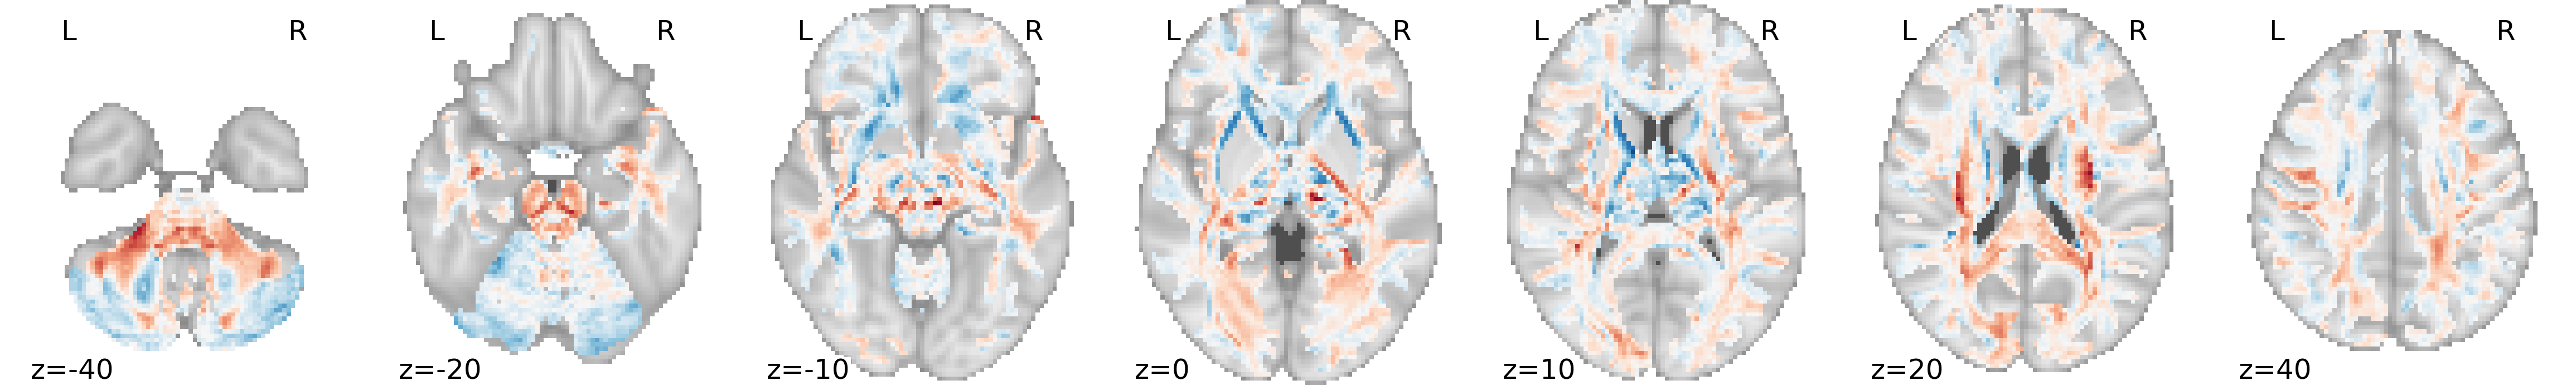 L R L R L R L R L R L R L R
z=-40 z=-20 z=-10 z=0 z=10 z=20 z=40